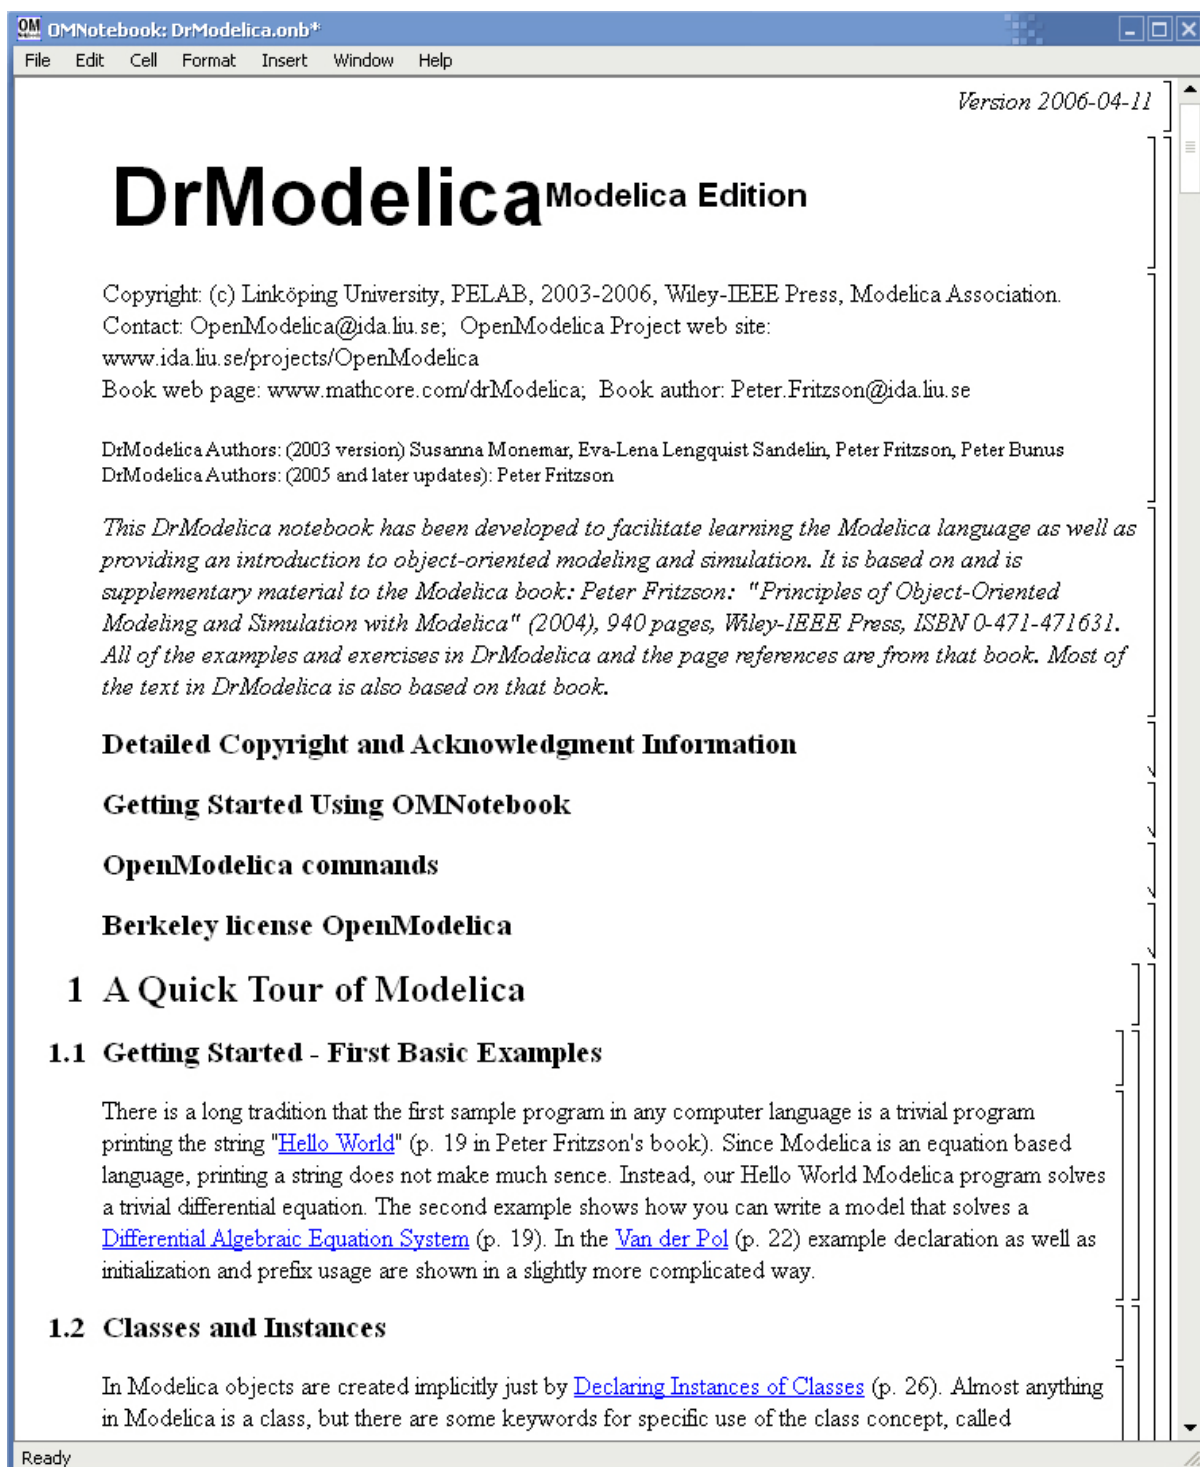 OMNotebook: DrModelica.onb*
File Edit Cell Format Insert Window Help
Version 2006-04-11
DrModelica Modelica Edition
Copyright: (c) Linköping University, PELAB, 2003-2006, Wiley-IEEE Press, Modelica Association.
Contact: OpenModelica@ida.liu.se; OpenModelica Project web site:
www.ida.liu.se/projects/OpenModelica
Book web page: www.mathcore.com/drModelica; Book author: Peter.Fritzson@ida.liu.se
DrModelica Authors: (2003 version) Susanna Monemar, Eva-Lena Lengquist Sandelin, Peter Fritzson, Peter Bunus
DrModelica Authors: (2005 and later updates): Peter Fritzson
This DrModelica notebook has been developed to facilitate learning the Modelica language as well as
providing an introduction to object-oriented modeling and simulation. It is based on and is
supplementary material to the Modelica book: Peter Fritzson: "Principles of Object-Oriented
Modeling and Simulation with Modelica" (2004), 940 pages, Wiley-IEEE Press, ISBN 0-471-471631.
All of the examples and exercises in DrModelica and the page references are from that book. Most of
the text in DrModelica is also based on that book.
Detailed Copyright and Acknowledgment Information
Getting Started Using OMNotebook
OpenModelica commands
Berkeley license OpenModelica
1 A Quick Tour of Modelica
1.1 Getting Started - First Basic Examples
There is a long tradition that the first sample program in any computer language is a trivial program
printing the string "Hello World" (p. 19 in Peter Fritzson's book). Since Modelica is an equation based
language, printing a string does not make much sence. Instead, our Hello World Modelica program solves
a trivial differential equation. The second example shows how you can write a model that solves a
Differential Algebraic Equation System (p. 19). In the Van der Pol (p. 22) example declaration as well as
initialization and prefix usage are shown in a slightly more complicated way.
1.2 Classes and Instances
In Modelica objects are created implicitly just by Declaring Instances of Classes (p. 26). Almost anything
in Modelica is a class, but there are some keywords for specific use of the class concept, called
Ready